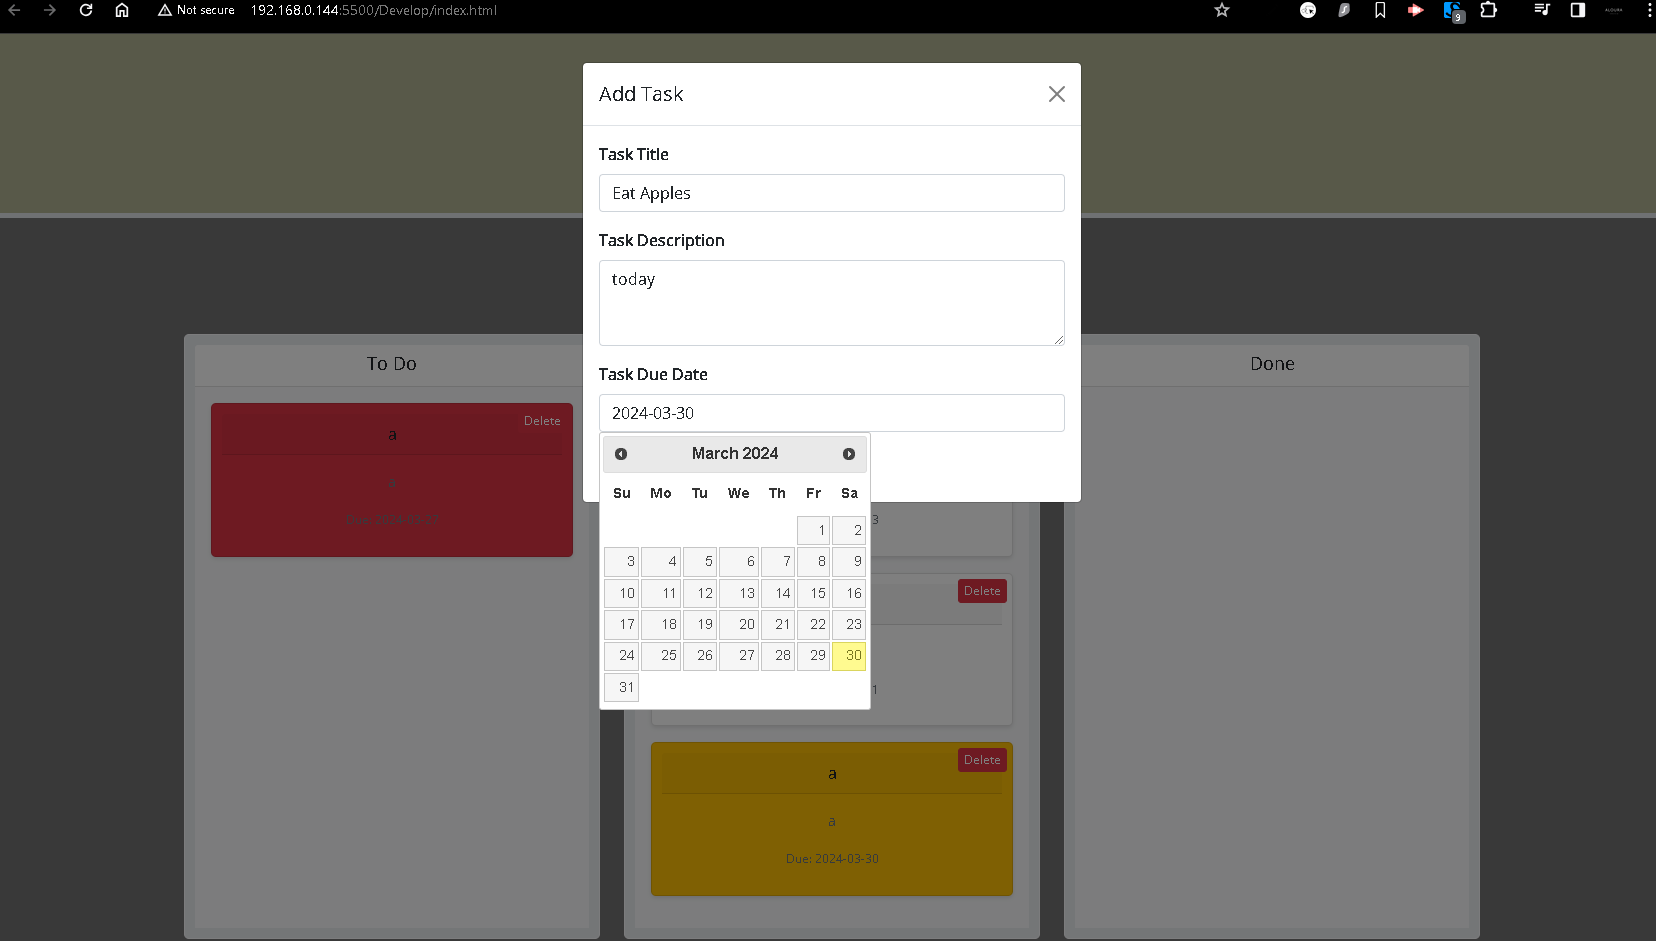 Not secure 192.168.0.144:5500/Develop/index.html
9
Add Task
Task Title
Eat Apples
Task Description
today
Task Due Date
2024-03-30
March 2024
Su Mo Tu We Th Fr Sa
1 2
3 4 5 6 7 8 9
10 11 12 13 14 15 16
17 18 19 20 21 22 23
24 25 26 27 28 29 30
31
To Do
Delete
a
a
3
Delete
1
Delete
a
a
Due: 2024-03-30
Done